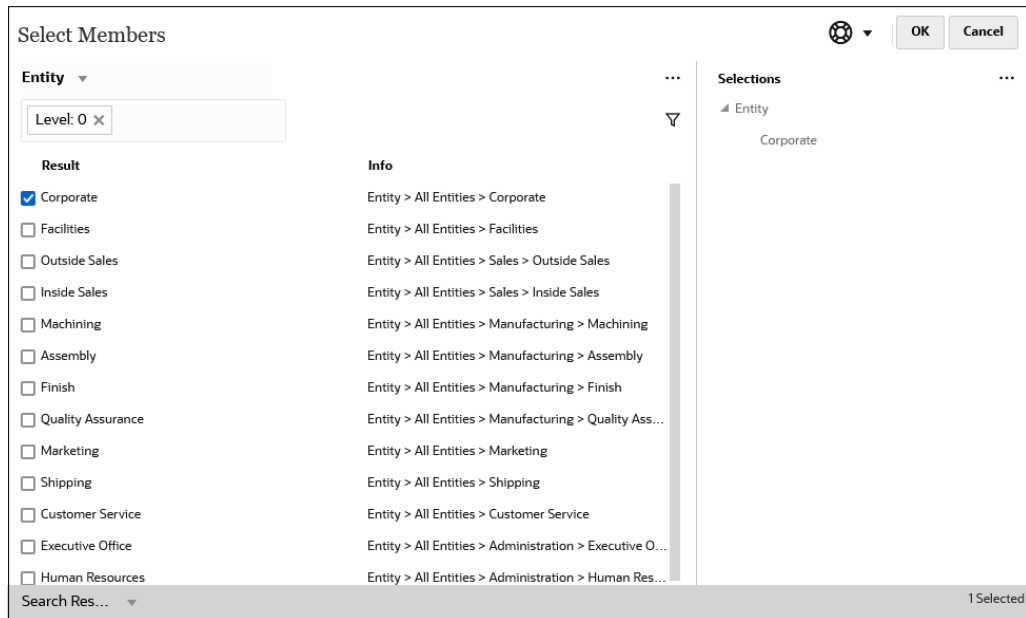 Select Members
OK
Cancel
Entity
Selections
Level: 0
Entity
Corporate
Result Info
Corporate Entity > All Entities > Corporate
Facilities Entity > All Entities > Facilities
Outside Sales Entity > All Entities > Sales > Outside Sales
Inside Sales Entity > All Entities > Sales > Inside Sales
Machining Entity > All Entities > Manufacturing > Machining
Assembly Entity > All Entities > Manufacturing > Assembly
Finish Entity > All Entities > Manufacturing > Finish
Quality Assurance Entity > All Entities > Manufacturing > Quality Ass...
Marketing Entity > All Entities > Marketing
Shipping Entity > All Entities > Shipping
Customer Service Entity > All Entities > Customer Service
Executive Office Entity > All Entities > Administration > Executive O...
Human Resources Entity > All Entities > Administration > Human Res...
Search Res...
1 Selected